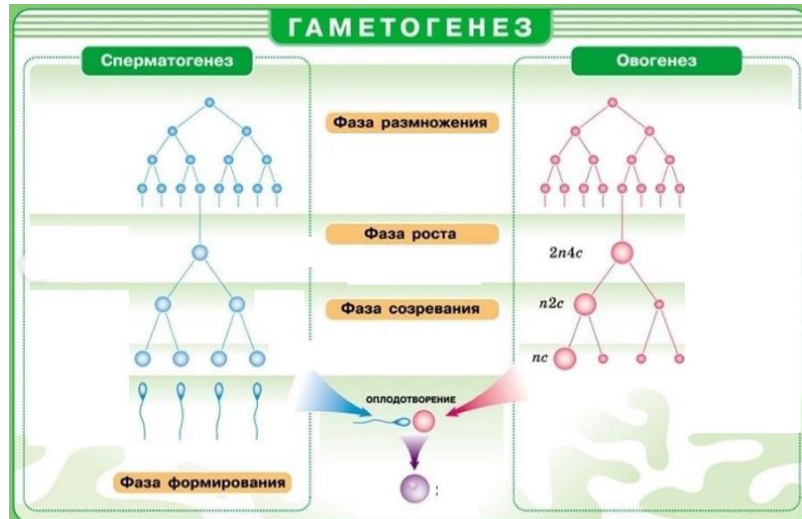 ГАМЕТОГЕНЕЗ
Сперматогенез
Овогенез
Фаза размножения
Фаза роста
2n4c
Фаза созревания
n2c
nc
ОПЛОДОТВОРЕНИЕ
Фаза формирования